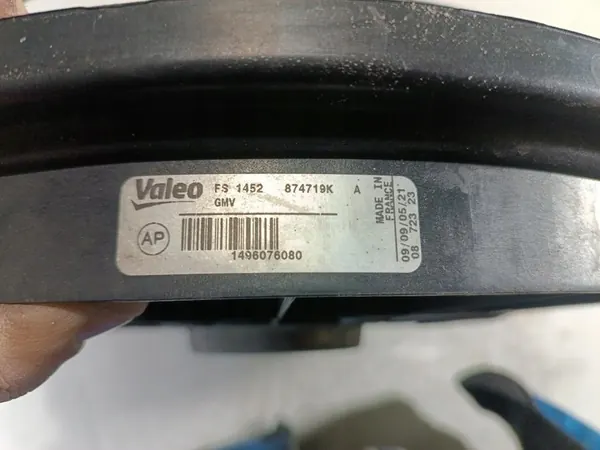 Valeo FS 1452 874719K A
GMV
AP
1496076080
MADE IN
FRANCE
09/09/05/21
08 723 23